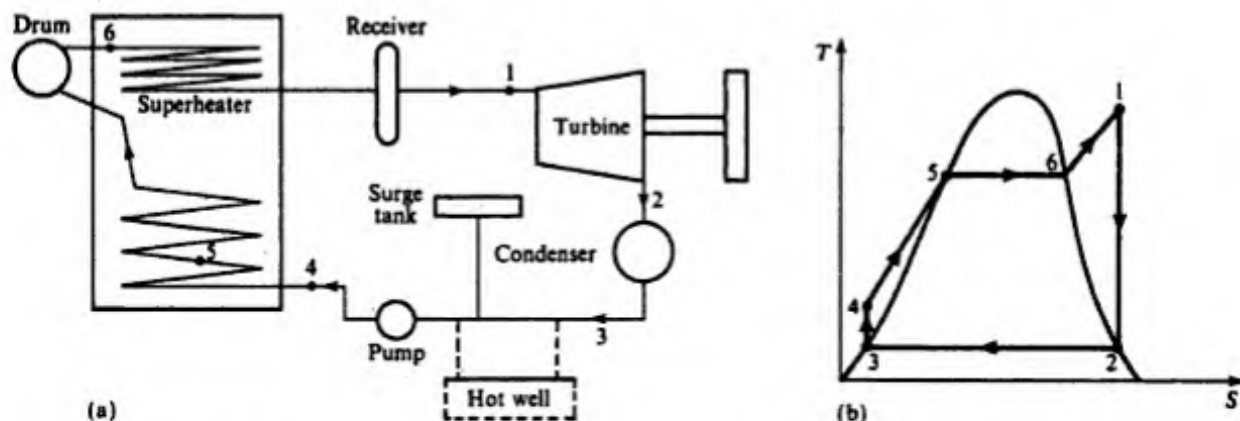 Drum
6
Receiver
Superheater
1
Turbine
Surge
tank
2
Condenser
5
4
3
Pump
Hot well
(a)
T
1
5
6
4
3
2
S
(b)